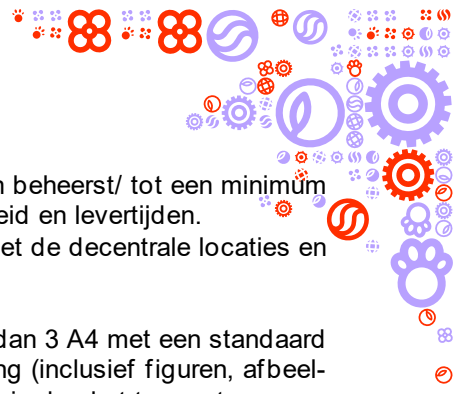 beheerst/ tot een minimum
eid en levertijden.
et de decentrale locaties en
dan 3 A4 met een standaard
ng (inclusief figuren, afbeel-